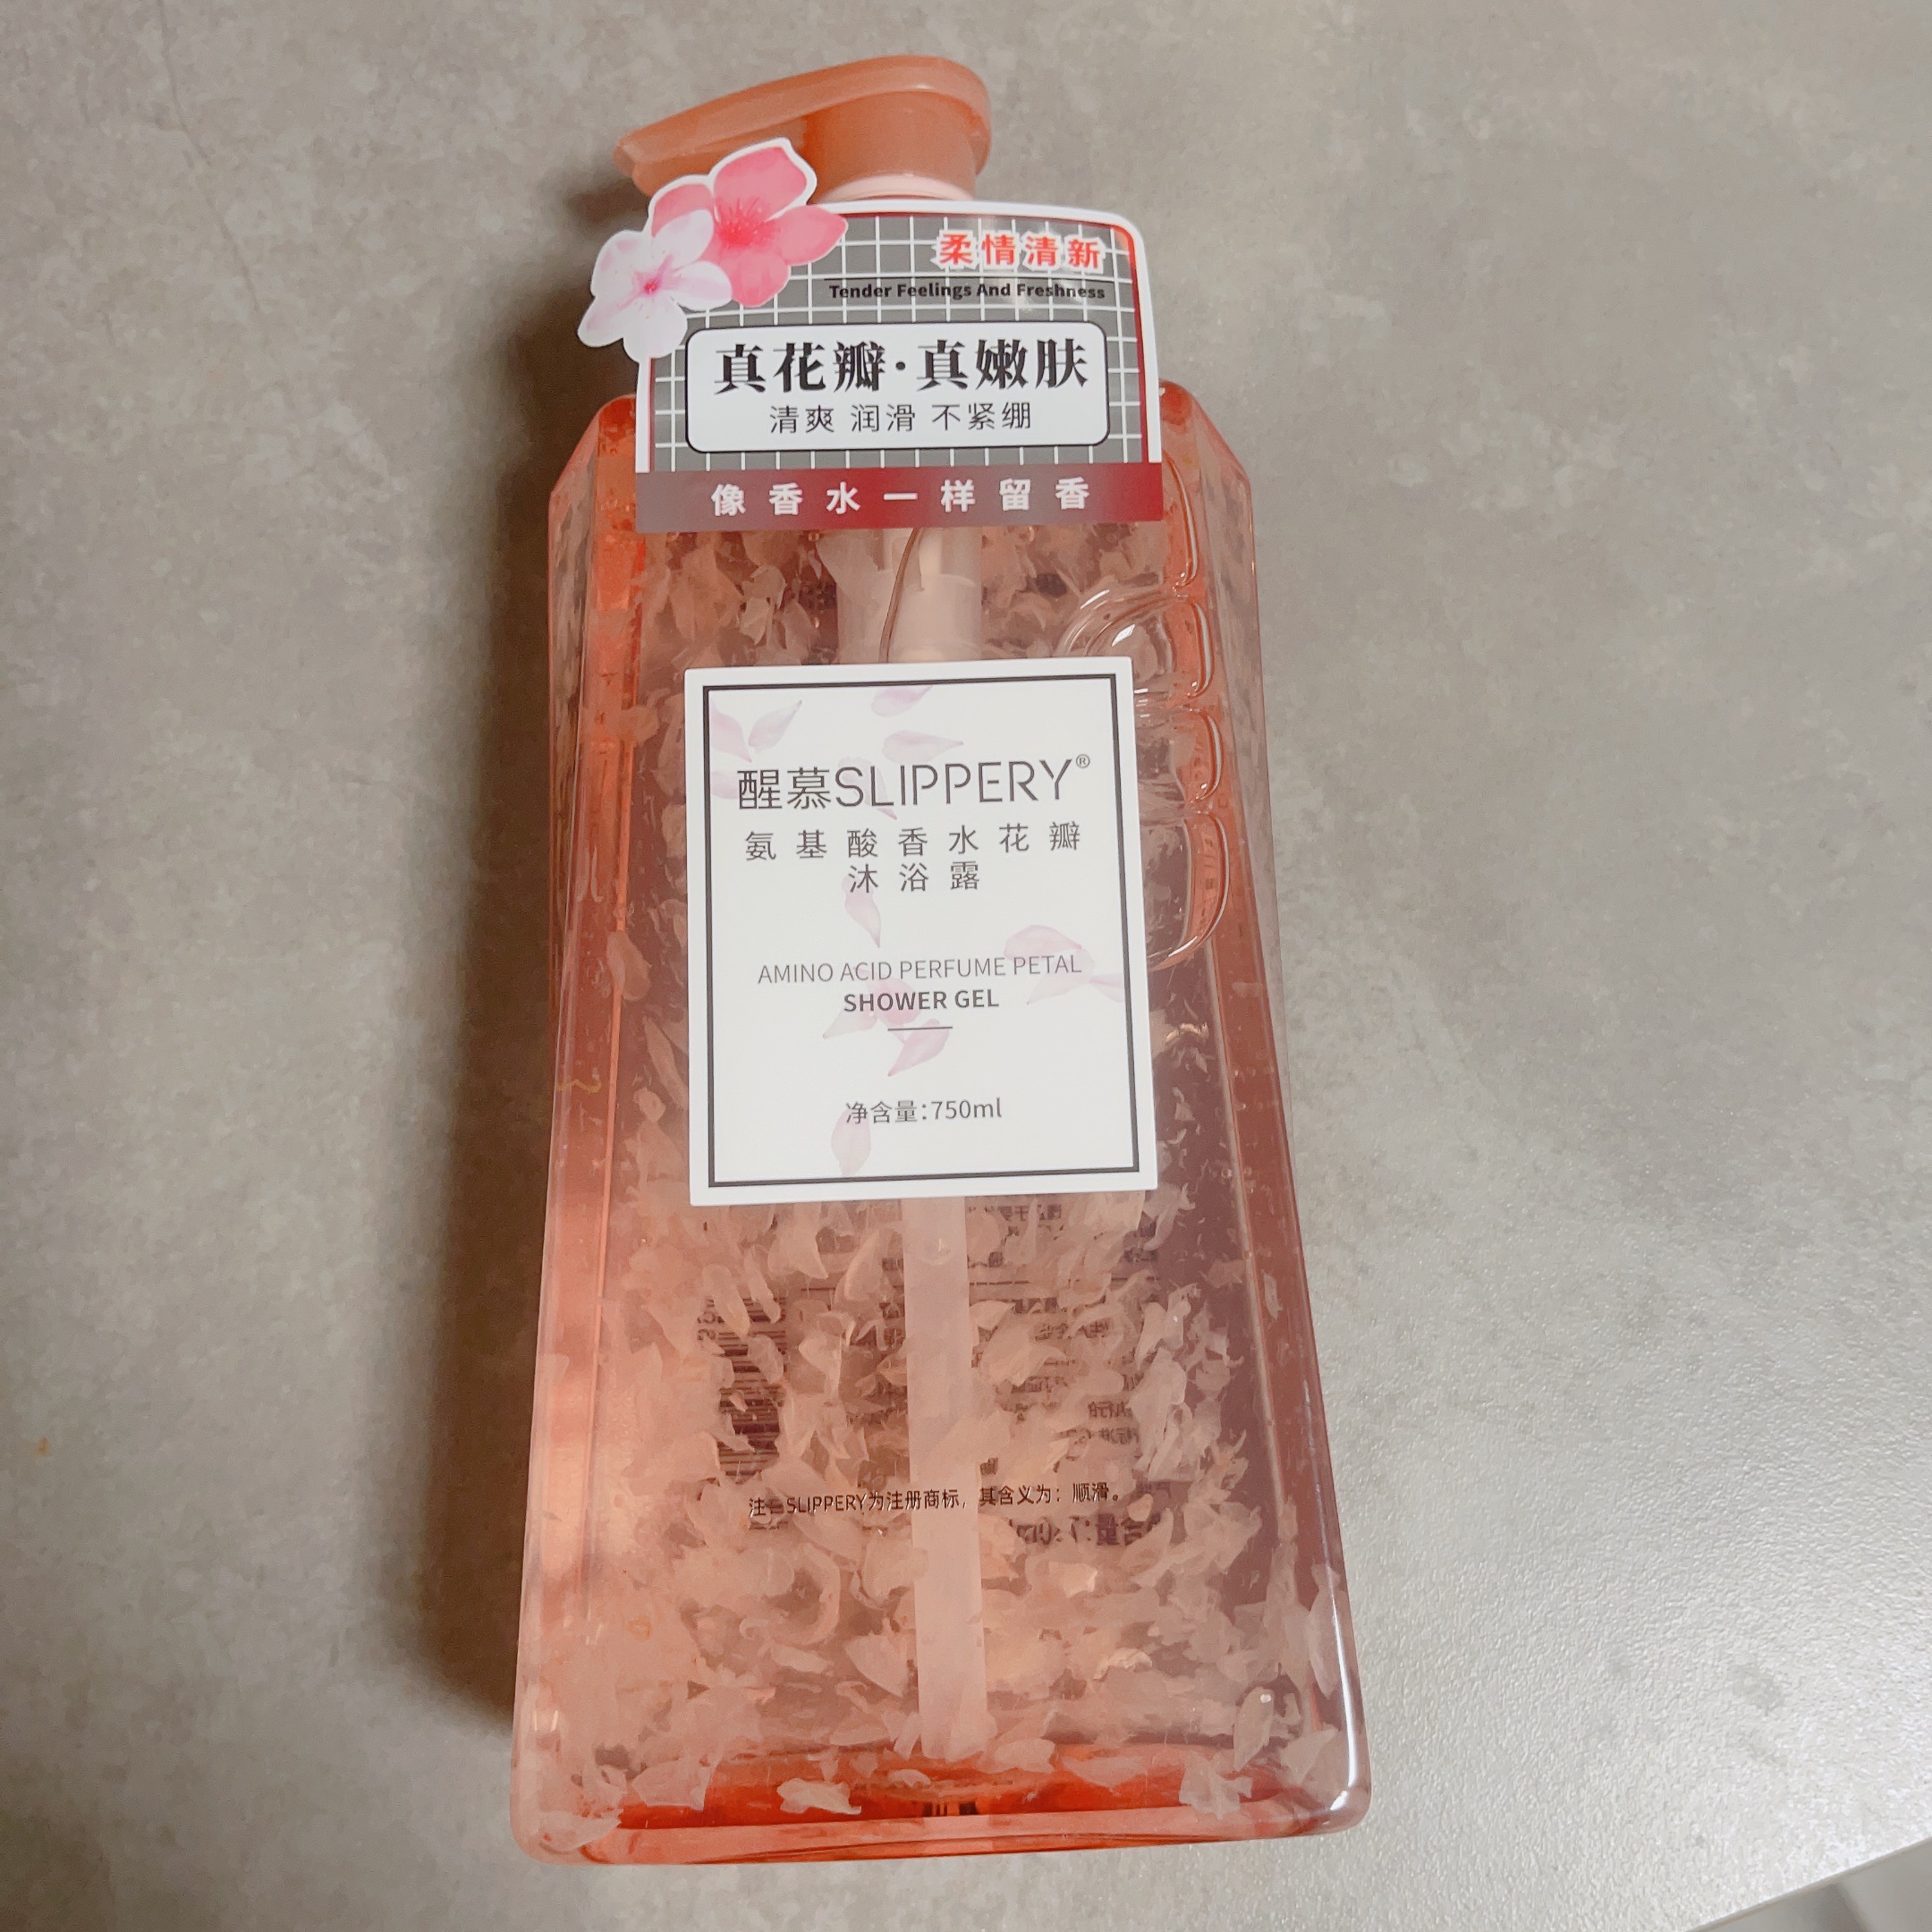 柔情清新
Tender Feelings And Freshness
真花瓣·真嫩肤
清爽 润滑 不紧绷
像香水一样留香
醒慕SLIPPERY®
氨基酸香水花瓣
沐浴露
AMINO ACID PERFUME PETAL
SHOWER GEL
净含量:750ml
注：SLIPPERY为注册商标，其含义为：顺滑。